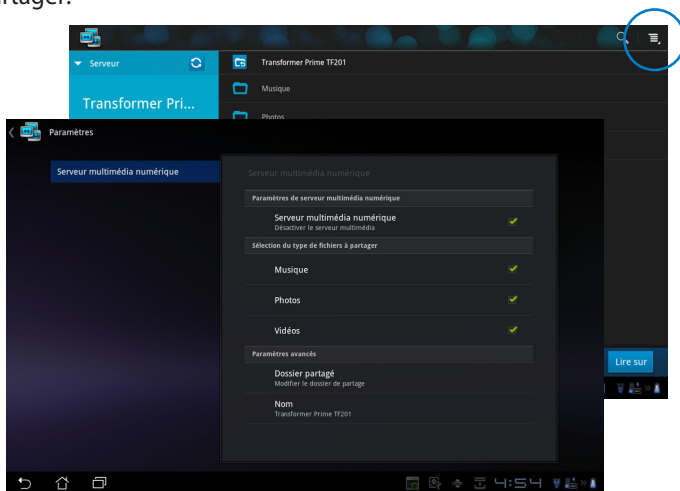 artager.
Serveur
Transformer Prime TF201
Musique
Transformer Pri...
Photos
Paramètres
Serveur multimédia numérique
Serveur multimédia numérique
Paramètres de serveur multimédia numérique
Serveur multimédia numérique
Désactiver le serveur multimédia
Sélection du type de fichiers à partager
Musique
Photos
Vidéos
Paramètres avancés
Dossier partagé
Modifier le dossier de partage
Nom
Transformer Prime TF201
Lire sur
4:54